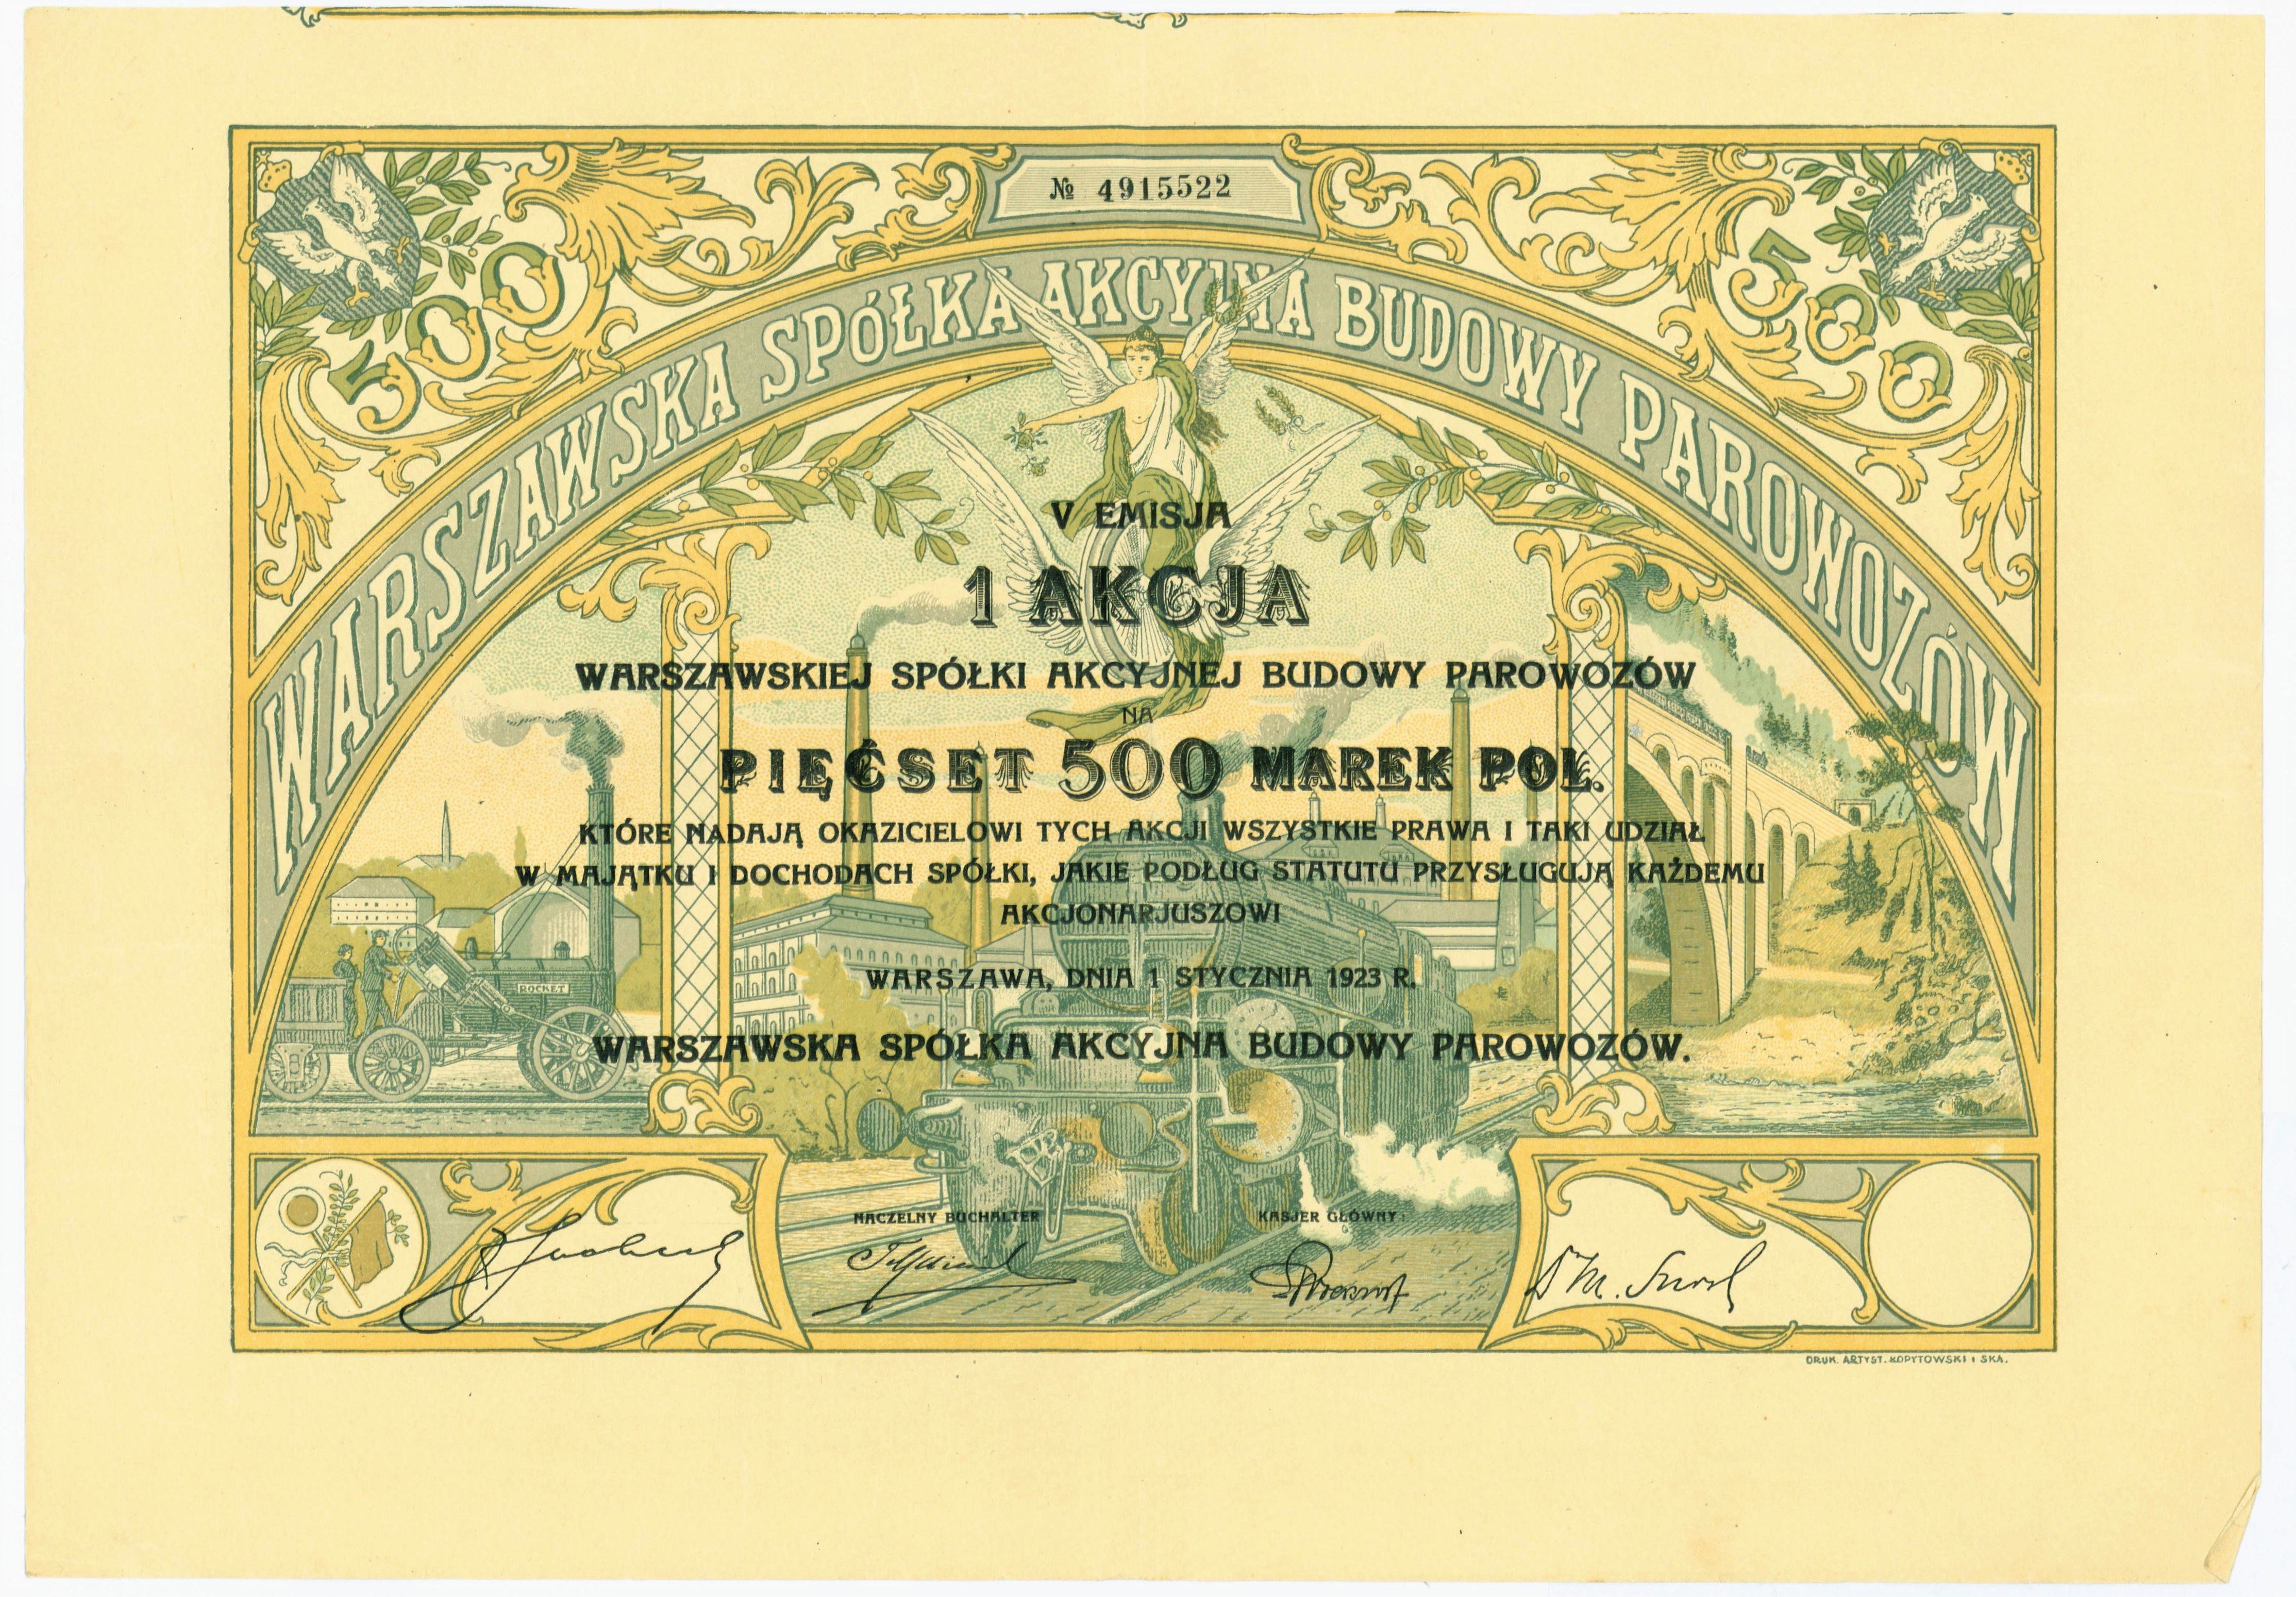 № 4915522
500
500
WARSZAWSKA SPÓŁKA AKCYJNA BUDOWY PAROWOZÓW
V EMISJA
1 AKCJA
WARSZAWSKIEJ SPÓŁKI AKCYJNEJ BUDOWY PAROWOZÓW
NA
PIĘĆSET 500 MAREK POL.
KTÓRE NADAJĄ OKAZICIELOWI TYCH AKCJI WSZYSTKIE PRAWA I TAKI UDZIAŁ
W MAJĄTKU I DOCHODACH SPÓŁKI, JAKIE PODŁUG STATUTU PRZYSŁUGUJĄ KAŻDEMU
AKCJONARJUSZOWI
WARSZAWA, DNIA 1 STYCZNIA 1923 R.
ROCKET
WARSZAWSKA SPÓŁKA AKCYJNA BUDOWY PAROWOZÓW.
NACZELNY BUCHALTER
KASJER GŁÓWNY:
DRUK. ARTYST. KOPYTOWSKI I SKA.